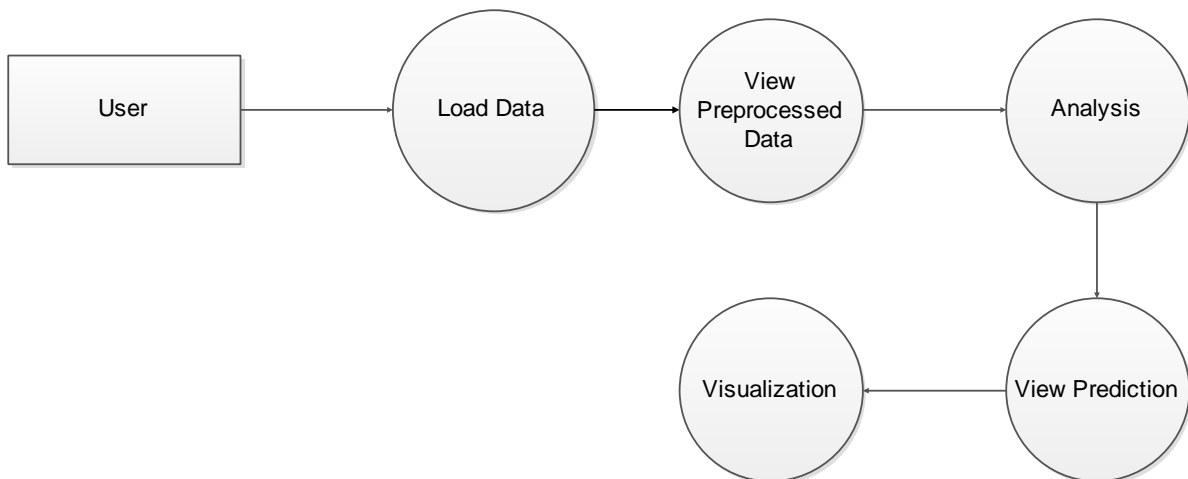 User
Load Data
View
Preprocessed
Data
Analysis
Visualization
View Prediction